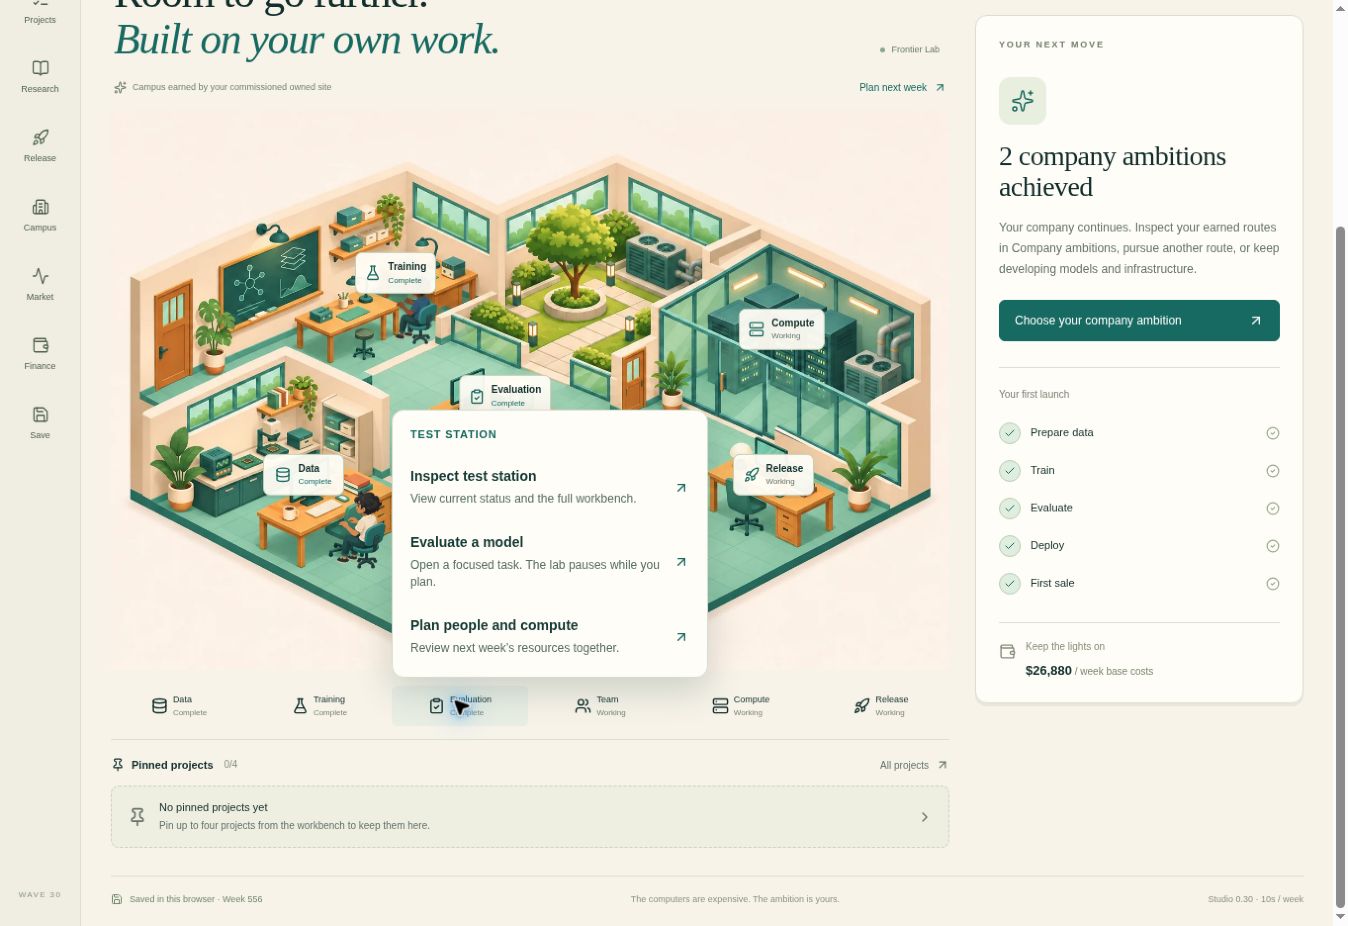 Projects
Research
Release
Campus
Market
Finance
Save
WAVE 30
Room to go further.
Built on your own work.
Frontier Lab
Campus earned by your commissioned owned site
Plan next week
Training
Complete
Compute
Working
Evaluation
Complete
Data
Complete
Release
Working
TEST STATION
Inspect test station
View current status and the full workbench.
Evaluate a model
Open a focused task. The lab pauses while you
plan.
Plan people and compute
Review next week's resources together.
Data
Complete
Training
Complete
Evaluation
Complete
Team
Working
Compute
Working
Release
Working
Pinned projects 0/4
All projects
No pinned projects yet
Pin up to four projects from the workbench to keep them here.
YOUR NEXT MOVE
2 company ambitions
achieved
Your company continues. Inspect your earned routes
in Company ambitions, pursue another route, or keep
developing models and infrastructure.
Choose your company ambition
Your first launch
Prepare data
Train
Evaluate
Deploy
First sale
Keep the lights on
$26,880 / week base costs
Saved in this browser · Week 556
The computers are expensive. The ambition is yours.
Studio 0.30 · 10s / week